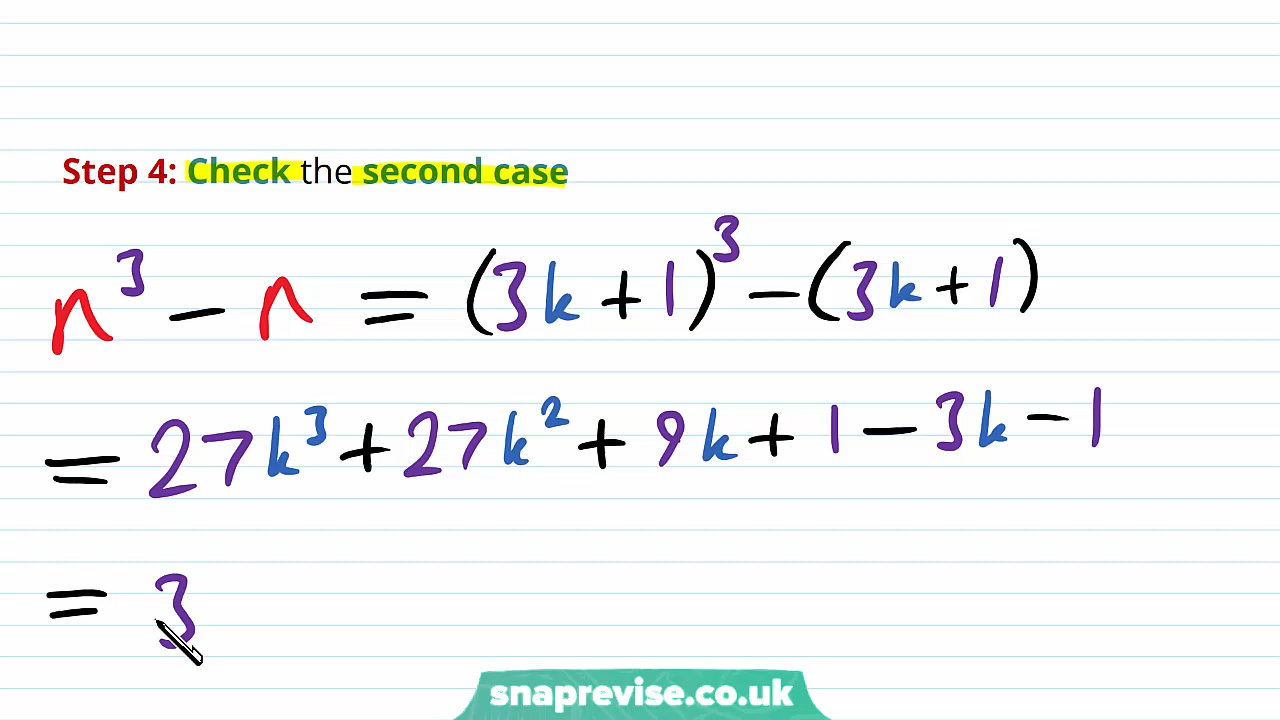 Step 4: Check the second case
n³ − n = (3k + 1)³ − (3k + 1)
= 27k³ + 27k² + 9k + 1 − 3k − 1
= 3
snaprevise.co.uk